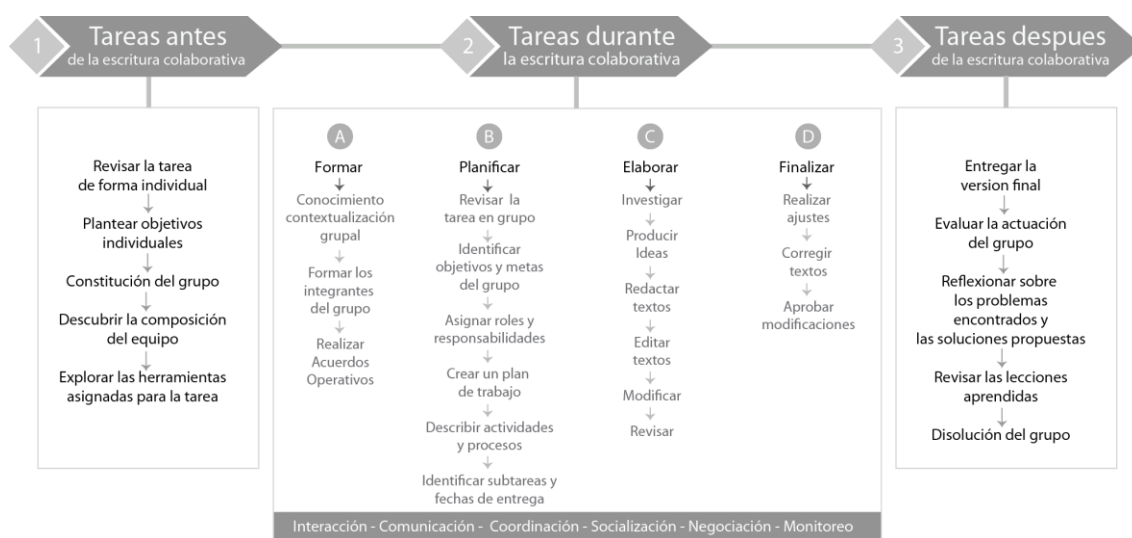 1
Tareas antes
de la escritura colaborativa
2
Tareas durante
la escritura colaborativa
3
Tareas despues
de la escritura colaborativa
Revisar la tarea
de forma individual
Plantear objetivos
individuales
Constitución del grupo
Descubrir la composición
del equipo
Explorar las herramientas
asignadas para la tarea
A
Formar
Conocimiento
contextualización
grupal
Formar los
integrantes
del grupo
Realizar
Acuerdos
Operativos
B
Planificar
Revisar la
tarea en grupo
Identificar
objetivos y metas
del grupo
Asignar roles y
responsabilidades
Crear un plan
de trabajo
Describir actividades
y procesos
Identificar subtareas y
fechas de entrega
C
Elaborar
Investigar
Producir
Ideas
Redactar
textos
Editar
textos
Modificar
Revisar
D
Finalizar
Realizar
ajustes
Corregir
textos
Aprobar
modificaciones
Interacción - Comunicación - Coordinación - Socialización - Negociación - Monitoreo
Entregar la
version final
Evaluar la actuación
del grupo
Reflexionar sobre
los problemas
encontrados y
las soluciones propuestas
Revisar las lecciones
aprendidas
Disolución del grupo